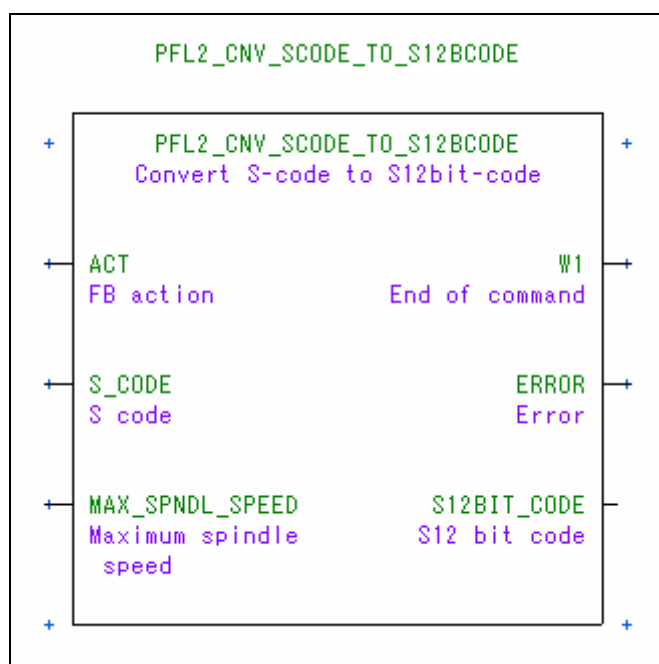 PFL2_CNV_SCODE_TO_S12BCODE
PFL2_CNV_SCODE_TO_S12BCODE
Convert S-code to S12bit-code
ACT W1
FB action End of command
S_CODE ERROR
S code Error
MAX_SPNDL_SPEED S12BIT_CODE
Maximum spindle S12 bit code
speed